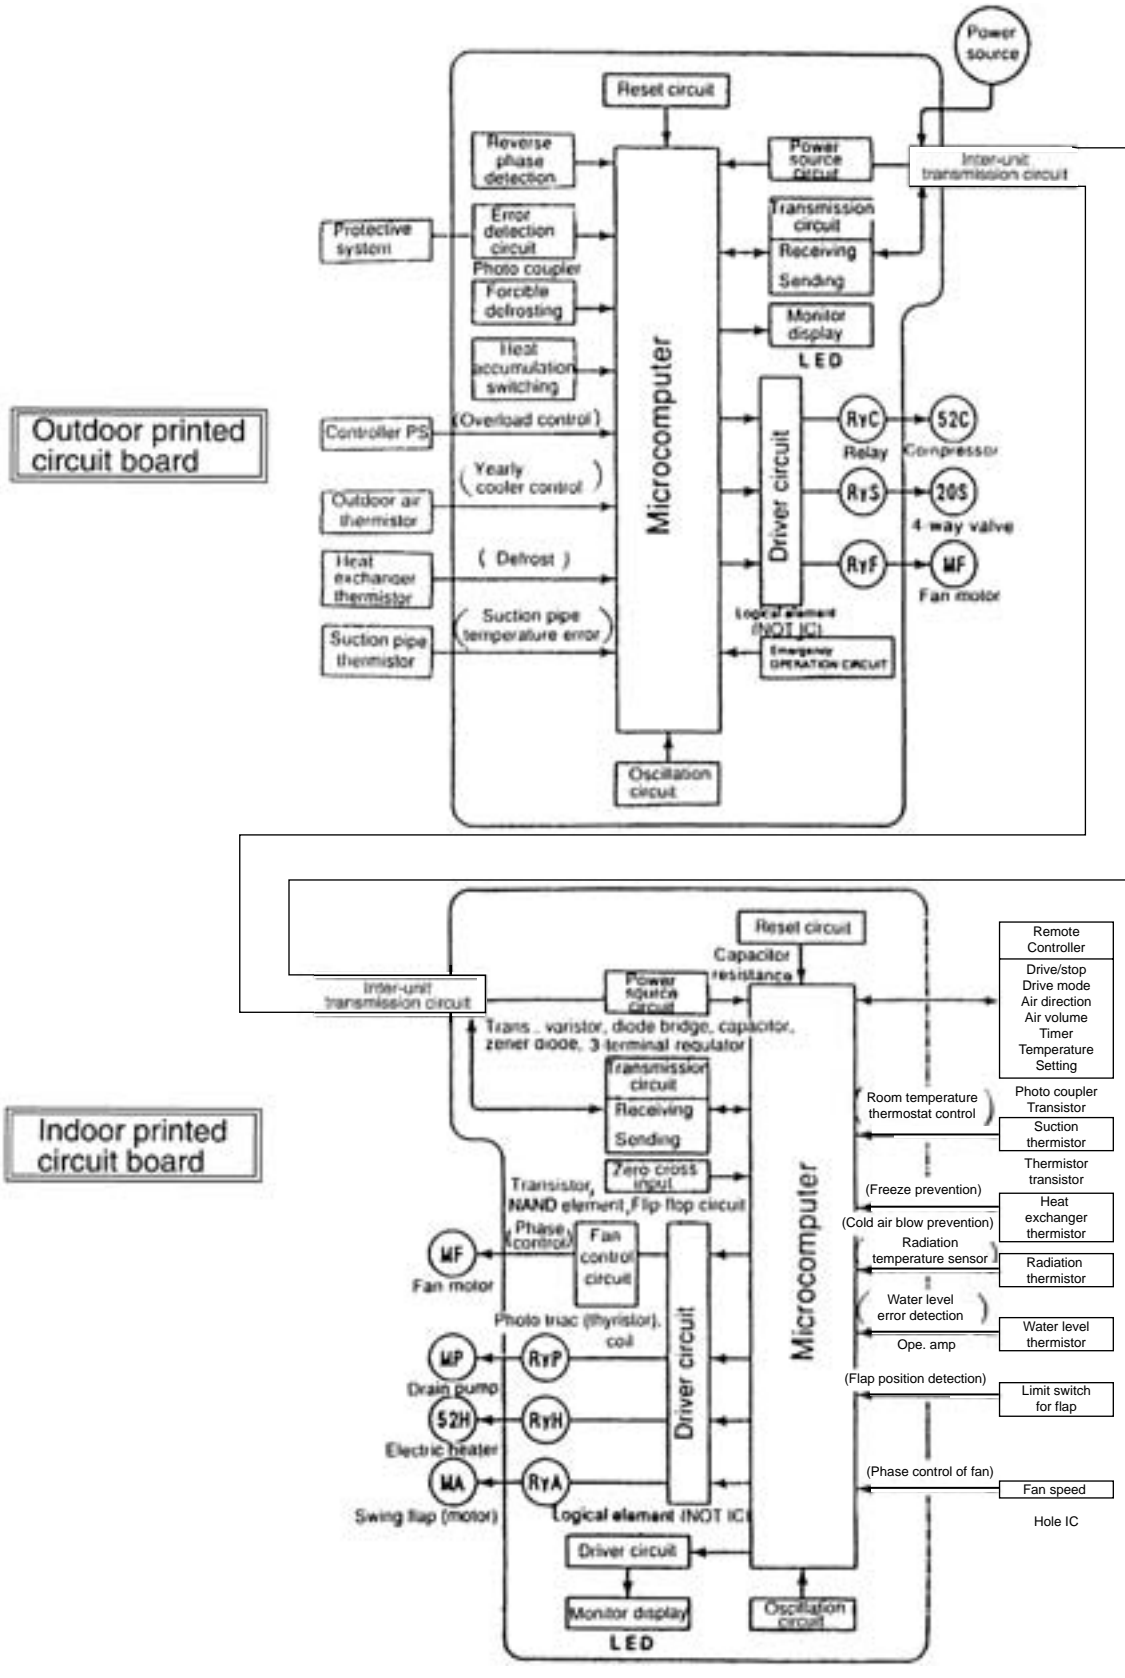 Power
source
Reset circuit
Reverse
phase
detection
Power
source
circuit
Inter-unit
transmission circuit
Protective
system
Error
detection
circuit
Photo coupler
Transmission
circuit
Receiving
Sending
Forcible
defrosting
Monitor
display
LED
Heat
accumulation
switching
Microcomputer
Outdoor printed
circuit board
Controller PS
(Overload control)
Driver circuit
RyC
Relay
52C
Compressor
(Yearly
cooler control)
Outdoor air
thermistor
RyS
20S
4-way valve
Heat
exchanger
thermistor
( Defrost )
RyF
MF
Fan motor
Suction pipe
thermistor
(Suction pipe
temperature error)
Logical element
(NOT IC)
Emergency
OPERATION CIRCUIT
Oscillation
circuit
Reset circuit
Capacitor
resistance
Inter-unit
transmission circuit
Power
source
circuit
Trans., varistor, diode bridge, capacitor,
zener diode, 3 terminal regulator
Remote
Controller
Drive/stop
Drive mode
Air direction
Air volume
Timer
Temperature
Setting
Transmission
circuit
Receiving
Sending
(Room temperature
thermostat control)
Photo coupler
Transistor
Suction
thermistor
Indoor printed
circuit board
Zero cross
input
Transistor,
NAND element, Flip flop circuit
Microcomputer
Thermistor
transistor
(Freeze prevention)
(Cold air blow prevention)
Heat
exchanger
thermistor
MF
Fan motor
(Phase
control)
Fan
control
circuit
(Radiation
temperature sensor)
Radiation
thermistor
Photo triac (thyristor),
coil
Driver circuit
(Water level
error detection)
Ope. amp
Water level
thermistor
MP
RyP
Drain pump
(Flap position detection)
Limit switch
for flap
52H
RyH
Electric heater
MA
RyA
Swing flap (motor)
Logical element (NOT IC)
(Phase control of fan)
Fan speed
Hole IC
Driver circuit
Monitor display
LED
Oscillation
circuit